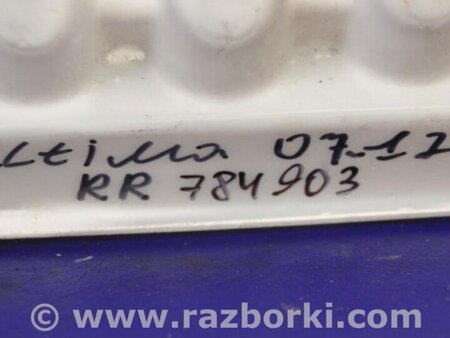 ltima 07-12
RR 784903
© www.razborki.com